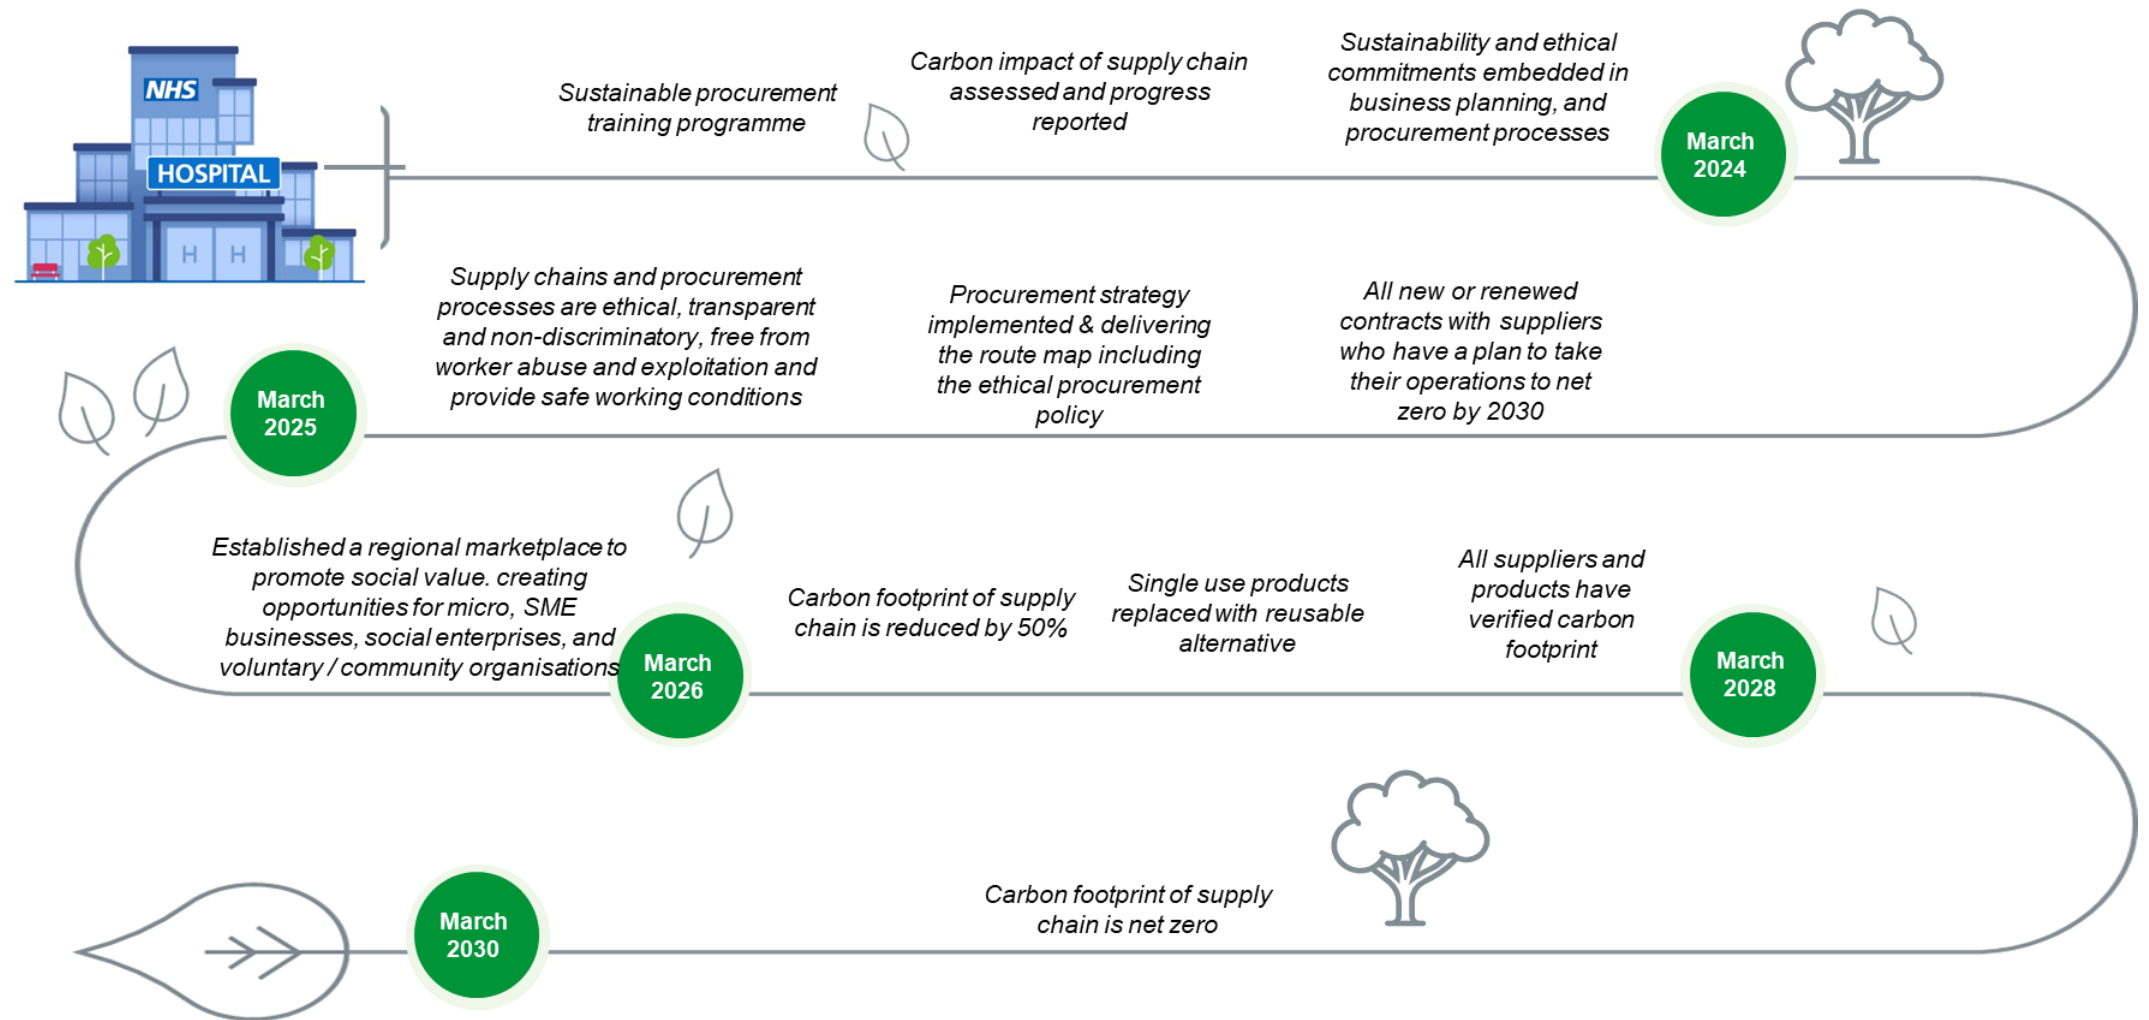 NHS
HOSPITAL
H H
Sustainable procurement
training programme
Carbon impact of supply chain
assessed and progress
reported
Sustainability and ethical
commitments embedded in
business planning, and
procurement processes
March
2024
Supply chains and procurement
processes are ethical, transparent
and non-discriminatory, free from
worker abuse and exploitation and
provide safe working conditions
Procurement strategy
implemented & delivering
the route map including
the ethical procurement
policy
All new or renewed
contracts with suppliers
who have a plan to take
their operations to net
zero by 2030
March
2025
Established a regional marketplace to
promote social value. creating
opportunities for micro, SME
businesses, social enterprises, and
voluntary / community organisations
March
2026
Carbon footprint of supply
chain is reduced by 50%
Single use products
replaced with reusable
alternative
All suppliers and
products have
verified carbon
footprint
March
2028
Carbon footprint of supply
chain is net zero
March
2030